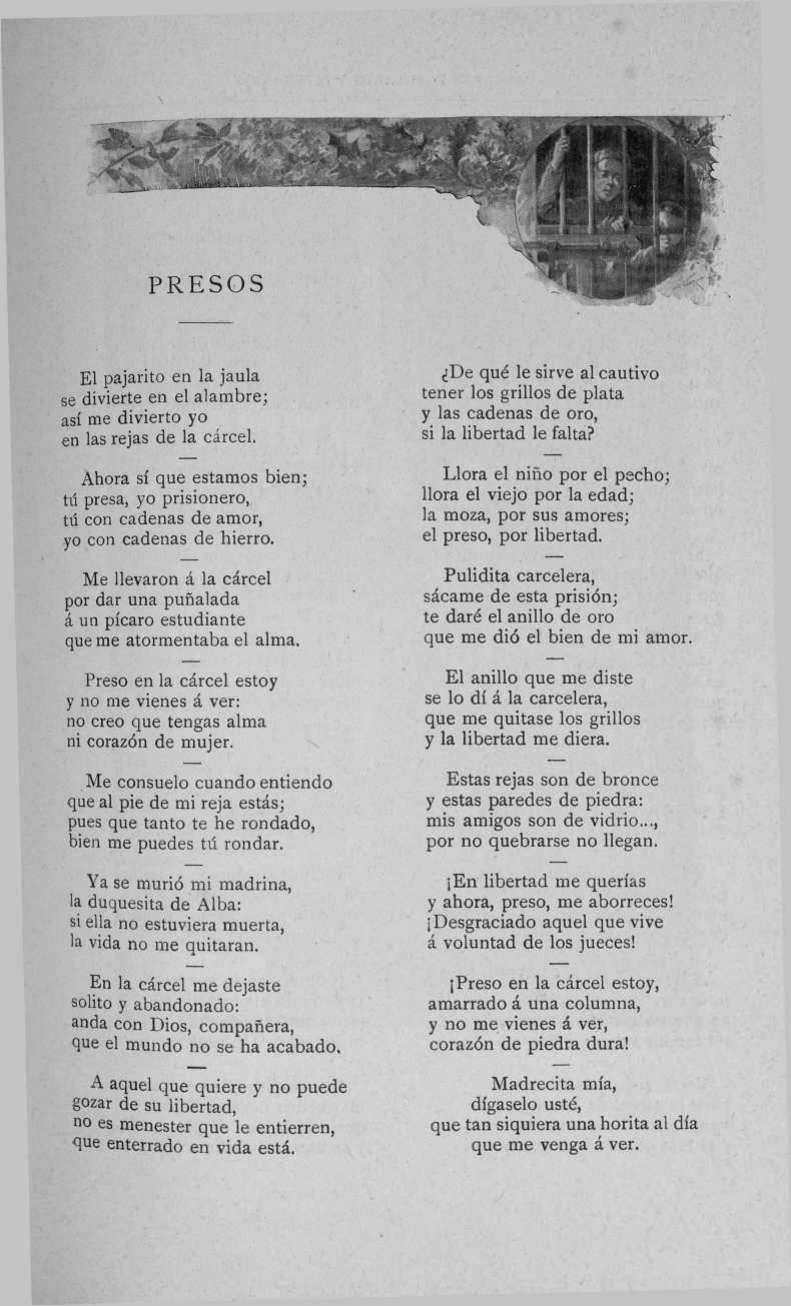 PRESOS
El pajarito en la jaula
se divierte en el alambre;
así me divierto yo
en las rejas de la cárcel.
Ahora sí que estamos bien;
tú presa, yo prisionero,
tú con cadenas de amor,
yo con cadenas de hierro.
Me llevaron á la cárcel
por dar una puñalada
á un pícaro estudiante
que me atormentaba el alma.
Preso en la cárcel estoy
y no me vienes á ver:
no creo que tengas alma
ni corazón de mujer.
Me consuelo cuando entiendo
que al pie de mi reja estás;
pues que tanto te he rondado,
bien me puedes tú rondar.
Ya se murió mi madrina,
la duquesita de Alba:
si ella no estuviera muerta,
la vida no me quitaran.
En la cárcel me dejaste
solito y abandonado:
anda con Dios, compañera,
que el mundo no se ha acabado.
A aquel que quiere y no puede
gozar de su libertad,
no es menester que le entierren,
que enterrado en vida está.
¿De qué le sirve al cautivo
tener los grillos de plata
y las cadenas de oro,
si la libertad le falta?
Llora el niño por el pecho;
llora el viejo por la edad;
la moza, por sus amores;
el preso, por libertad.
Pulidita carcelera,
sácame de esta prisión;
te daré el anillo de oro
que me dió el bien de mi amor.
El anillo que me diste
se lo dí á la carcelera,
que me quitase los grillos
y la libertad me diera.
Estas rejas son de bronce
y estas paredes de piedra:
mis amigos son de vidrio...,
por no quebrarse no llegan.
¡En libertad me querías
y ahora, preso, me aborreces!
¡Desgraciado aquel que vive
á voluntad de los jueces!
¡Preso en la cárcel estoy,
amarrado á una columna,
y no me vienes á ver,
corazón de piedra dura!
Madrecita mía,
dígaselo usté,
que tan siquiera una horita al día
que me venga á ver.